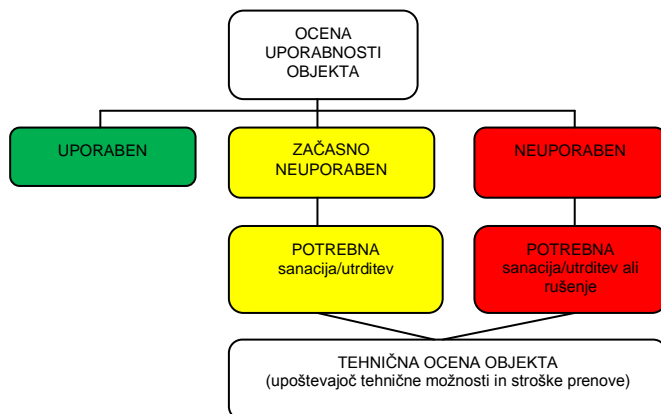 OCENA
UPORABNOSTI
OBJEKTA
UPORABEN
ZAČASNO
NEUPORABEN
NEUPORABEN
POTREBNA
sanacija/utrditev
POTREBNA
sanacija/utrditev ali
rušenje
TEHNIČNA OCENA OBJEKTA
(upoštevajoč tehnične možnosti in stroške prenove)